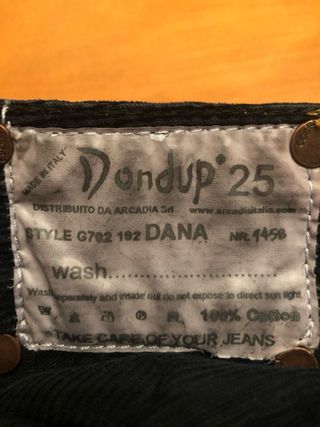 MADE IN ITALY
Dondup® 25
DISTRIBUITO DA ARCADIA Srl www.arcadiaitalia.com
STYLE G702 192 DANA NR. 1458
wash....................................
Wash separately and inside out do not expose to direct sun light.
100% Cotton
TAKE CARE OF YOUR JEANS